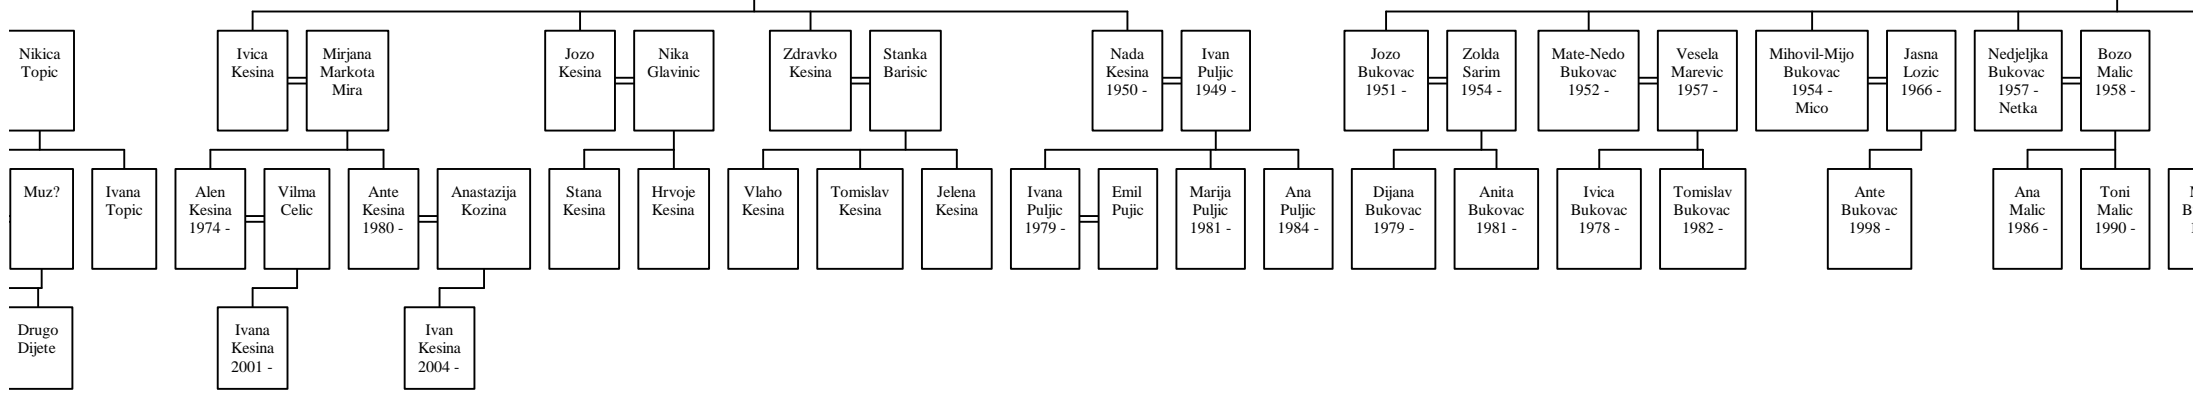 Nikica
Topic
Ivica
Kesina
Mirjana
Markota
Mira
Jozo
Kesina
Nika
Glavinic
Zdravko
Kesina
Stanka
Barisic
Nada
Kesina
1950 -
Ivan
Puljic
1949 -
Jozo
Bukovac
1951 -
Zolda
Sarim
1954 -
Mate-Nedo
Bukovac
1952 -
Vesela
Marevic
1957 -
Mihovil-Mijo
Bukovac
1954 -
Mico
Jasna
Lozic
1966 -
Nedjeljka
Bukovac
1957 -
Netka
Bozo
Malic
1958 -
Muz?
Ivana
Topic
Alen
Kesina
1974 -
Vilma
Celic
Ante
Kesina
1980 -
Anastazija
Kozina
Stana
Kesina
Hrvoje
Kesina
Vlaho
Kesina
Tomislav
Kesina
Jelena
Kesina
Ivana
Puljic
1979 -
Emil
Pujic
Marija
Puljic
1981 -
Ana
Puljic
1984 -
Dijana
Bukovac
1979 -
Anita
Bukovac
1981 -
Ivica
Bukovac
1978 -
Tomislav
Bukovac
1982 -
Ante
Bukovac
1998 -
Ana
Malic
1986 -
Toni
Malic
1990 -
Drugo
Dijete
Ivana
Kesina
2001 -
Ivan
Kesina
2004 -